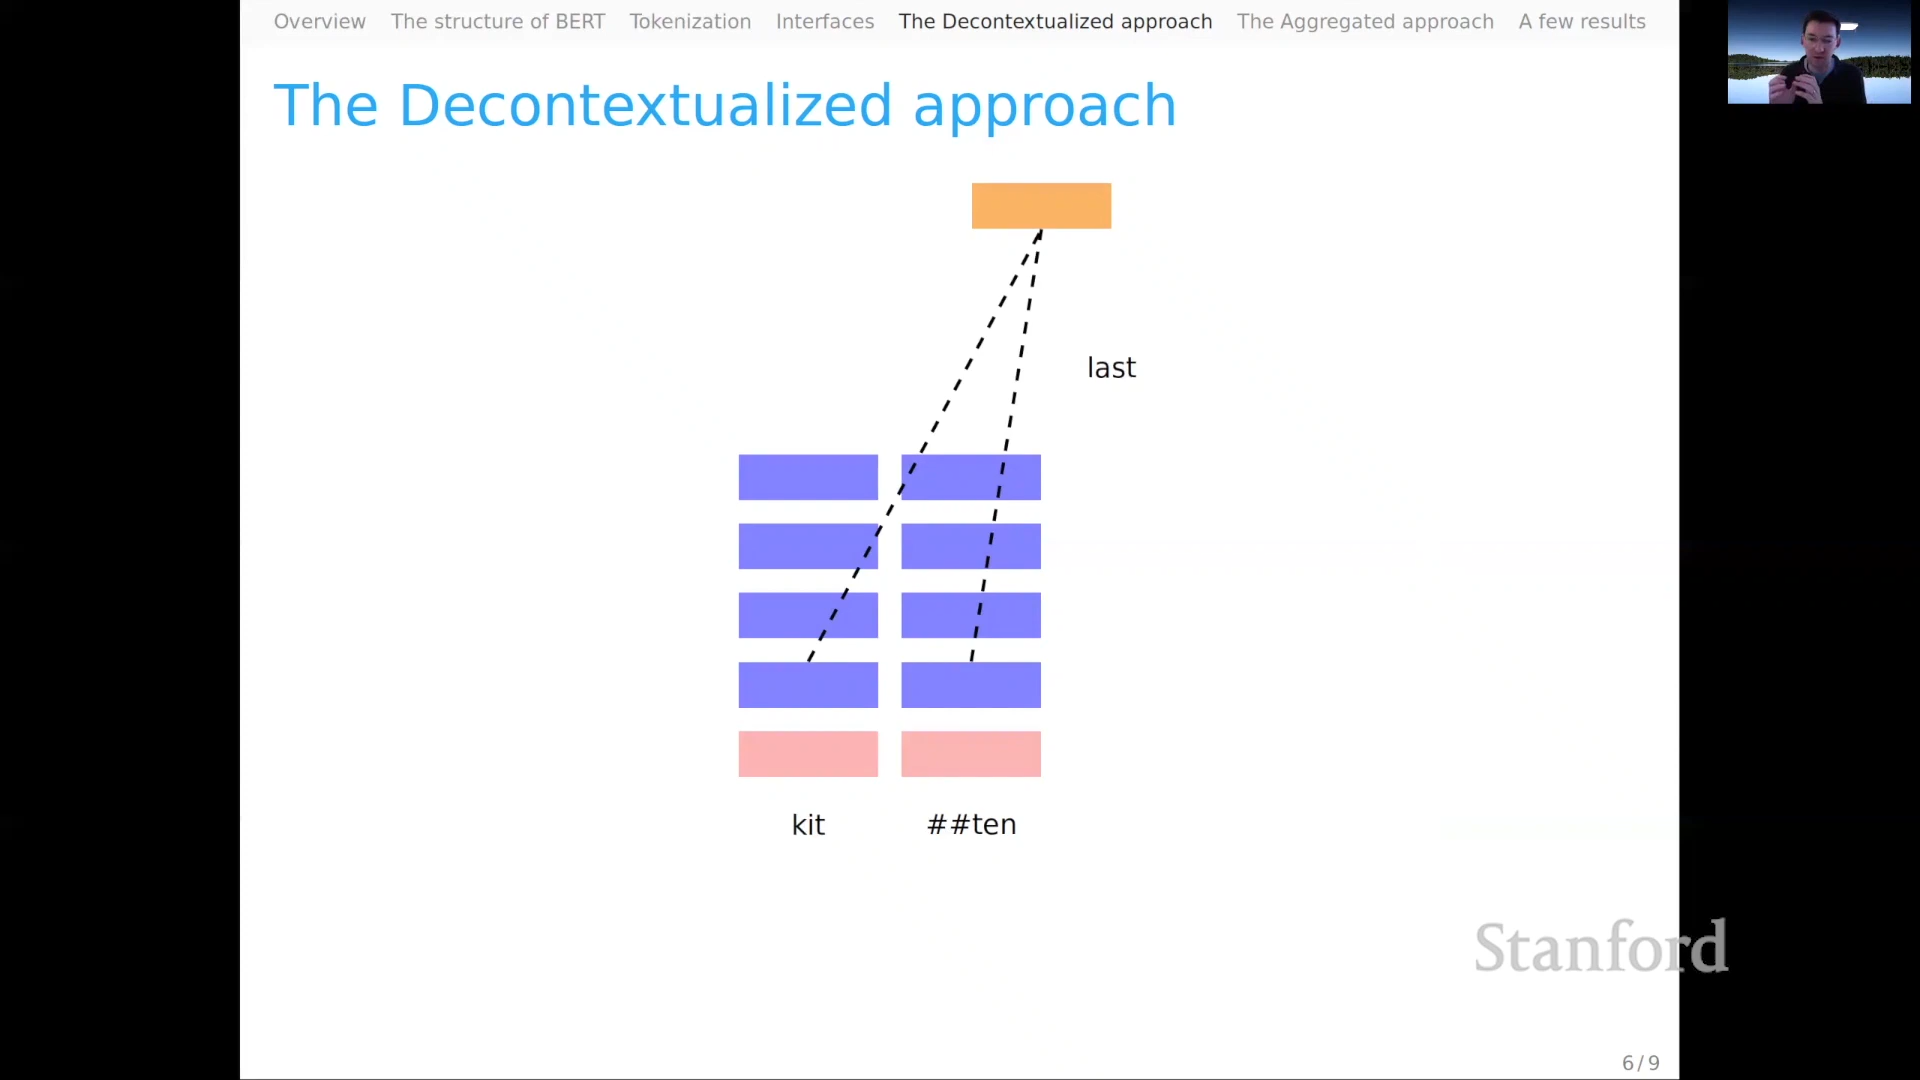 Overview The structure of BERT Tokenization Interfaces The Decontextualized approach The Aggregated approach A few results
The Decontextualized approach
last
kit ##ten
Stanford
6/9